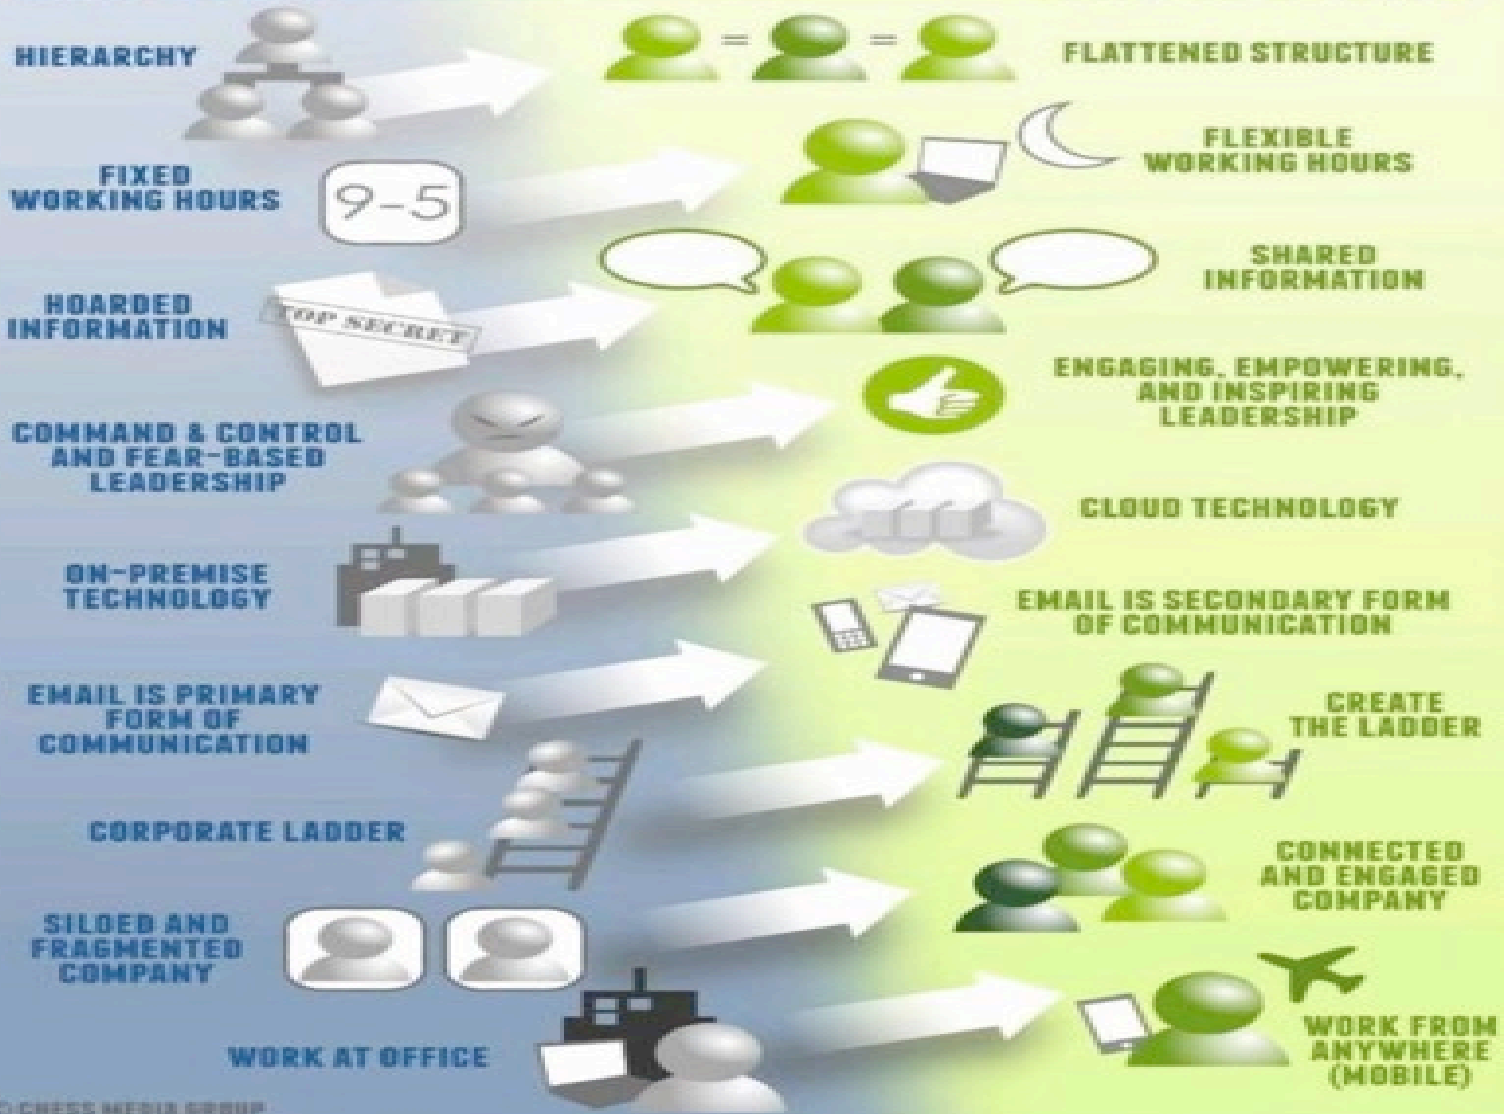 HIERARCHY
FLATTENED STRUCTURE
FIXED
WORKING HOURS
9-5
FLEXIBLE
WORKING HOURS
HOARDED
INFORMATION
TOP SECRET
SHARED
INFORMATION
COMMAND & CONTROL
AND FEAR-BASED
LEADERSHIP
ENGAGING, EMPOWERING,
AND INSPIRING
LEADERSHIP
ON-PREMISE
TECHNOLOGY
CLOUD TECHNOLOGY
EMAIL IS PRIMARY
FORM OF
COMMUNICATION
EMAIL IS SECONDARY FORM
OF COMMUNICATION
CORPORATE LADDER
CREATE
THE LADDER
SILOED AND
FRAGMENTED
COMPANY
CONNECTED
AND ENGAGED
COMPANY
WORK AT OFFICE
WORK FROM
ANYWHERE
(MOBILE)
© CHESS MEDIA GROUP